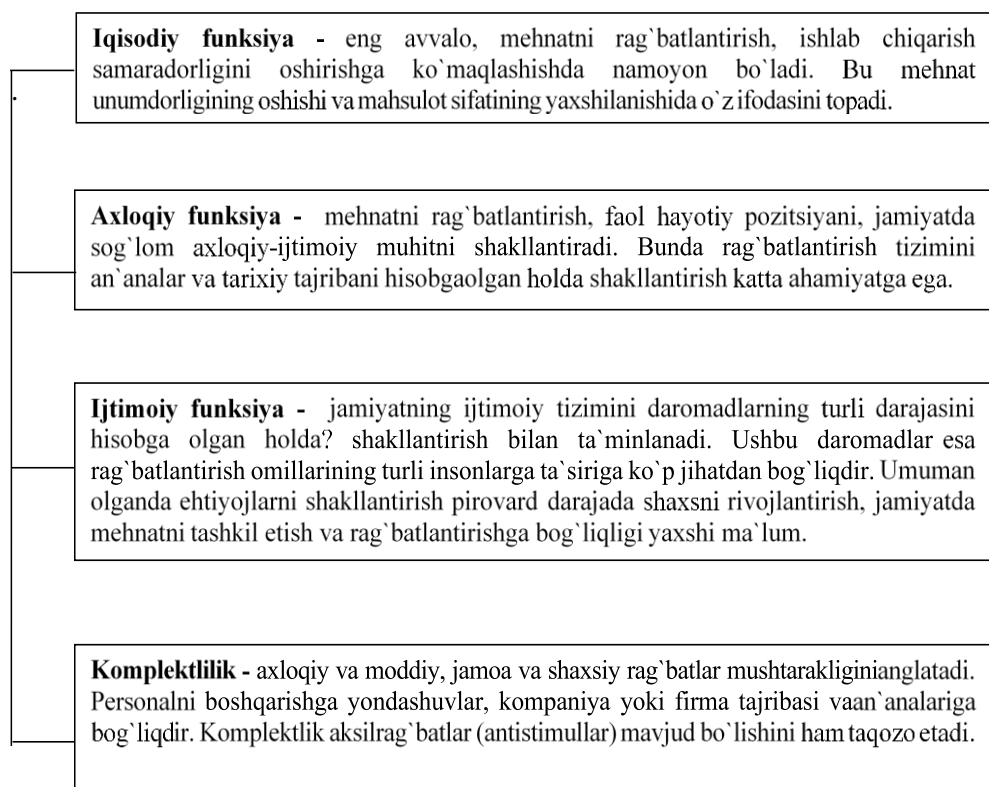 Iqisodiy funksiya - eng avvalo, mehnatni rag`batlantirish, ishlab chiqarish
samaradorligini oshirishga ko`maqlashishda namoyon bo`ladi. Bu mehnat
unumdorligining oshishi va mahsulot sifatining yaxshilanishida o`z ifodasini topadi.
Axloqiy funksiya - mehnatni rag`batlantirish, faol hayotiy pozitsiyani, jamiyatda
sog`lom axloqiy-ijtimoiy muhitni shakllantiradi. Bunda rag`batlantirish tizimini
an`analar va tarixiy tajribani hisobgaolgan holda shakllantirish katta ahamiyatga ega.
Ijtimoiy funksiya - jamiyatning ijtimoiy tizimini daromadlarning turli darajasini
hisobga olgan holda? shakllantirish bilan ta`minlanadi. Ushbu daromadlar esa
rag`batlantirish omillarining turli insonlarga ta`siriga ko`p jihatdan bog`liqdir. Umuman
olganda ehtiyojlarni shakllantirish pirovard darajada shaxsni rivojlantirish, jamiyatda
mehnatni tashkil etish va rag`batlantirishga bog`liqligi yaxshi ma`lum.
Komplektlilik - axloqiy va moddiy, jamoa va shaxsiy rag`batlar mushtarakliginianglatadi.
Personalni boshqarishga yondashuvlar, kompaniya yoki firma tajribasi vaan`analariga
bog`liqdir. Komplektlik aksilrag`batlar (antistimullar) mavjud bo`lishini ham taqozo etadi.